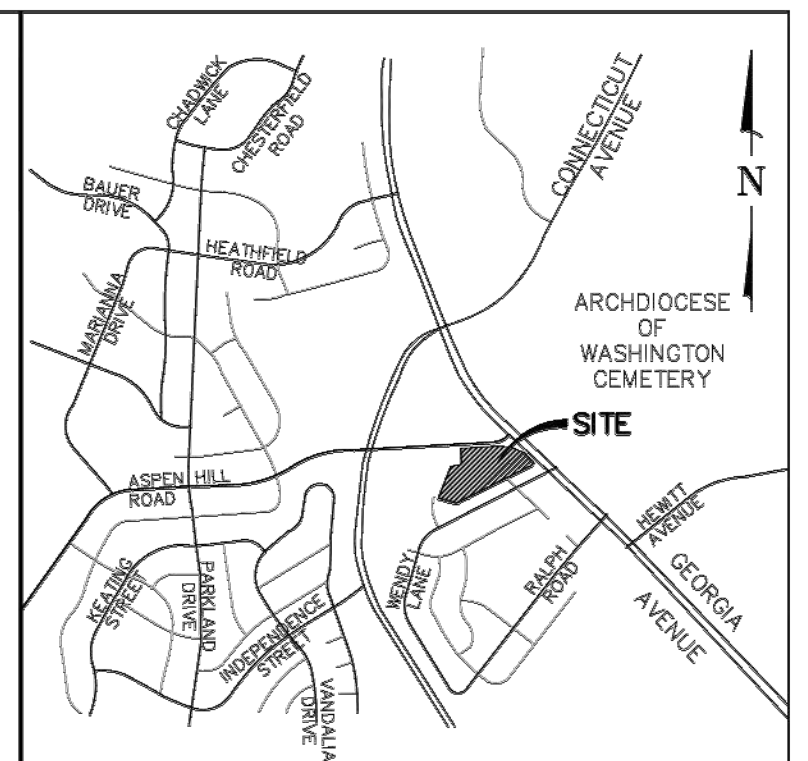 CHADWICK
LANE
CHESTERFIELD
ROAD
CONNECTICUT
AVENUE
N
BAUER
DRIVE
HEATHFIELD
ROAD
MARIANNA
DRIVE
ARCHDIOCESE
OF
WASHINGTON
CEMETERY
SITE
ASPEN HILL
ROAD
HEWITT
AVENUE
KEATING
STREET
PARKLAND
DRIVE
INDEPENDENCE
STREET
WENDY
LANE
RALPH
ROAD
GEORGIA
AVENUE
VANDALIA
DRIVE